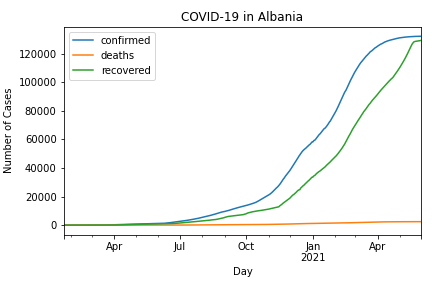 COVID-19 in Albania
confirmed
deaths
recovered
Number of Cases
120000
100000
80000
60000
40000
20000
0
Apr
Jul
Oct
Jan
2021
Apr
Day